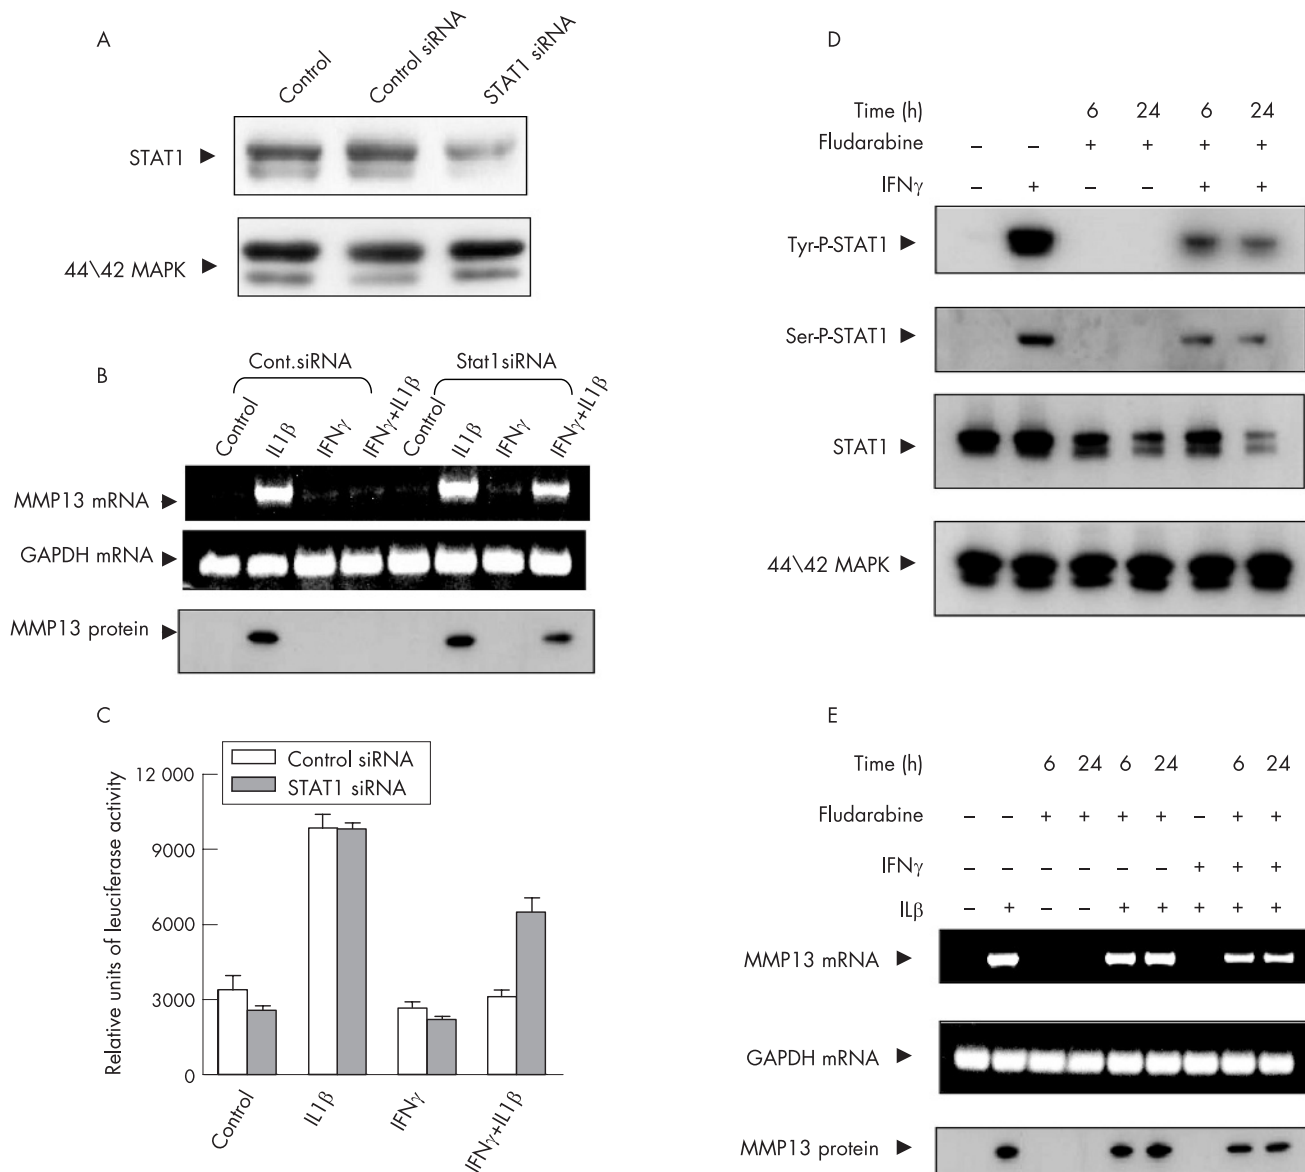 A
Control
Control siRNA
STAT1 siRNA
STAT1
44\42 MAPK
B
Cont.siRNA
Stat1siRNA
Control
IL1β
IFNγ
IFNγ+IL1β
Control
IL1β
IFNγ
IFNγ+IL1β
MMP13 mRNA
GAPDH mRNA
MMP13 protein
C
Control siRNA
STAT1 siRNA
Relative units of leuciferase activity
12 000
9000
6000
3000
0
Control
IL1β
IFNγ
IFNγ+IL1β
D
Time (h) 6 24 6 24
Fludarabine – – + + + +
IFNγ – + – – + +
Tyr-P-STAT1
Ser-P-STAT1
STAT1
44\42 MAPK
E
Time (h) 6 24 6 24 6 24
Fludarabine – – + + + + – + +
IFNγ – – – – – – + + +
ILβ – + – – + + + + +
MMP13 mRNA
GAPDH mRNA
MMP13 protein